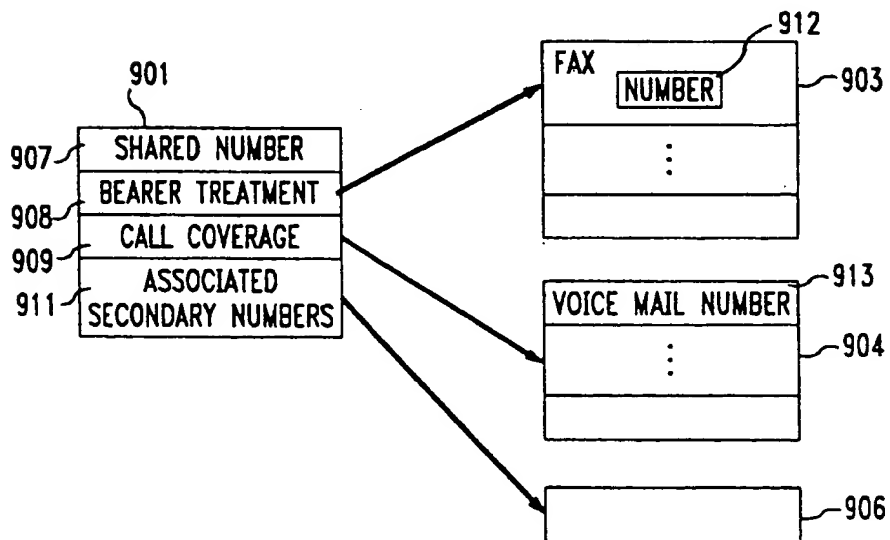 912
FAX
NUMBER
903
901
907
SHARED NUMBER
908
BEARER TREATMENT
909
CALL COVERAGE
911
ASSOCIATED
SECONDARY NUMBERS
913
VOICE MAIL NUMBER
904
906